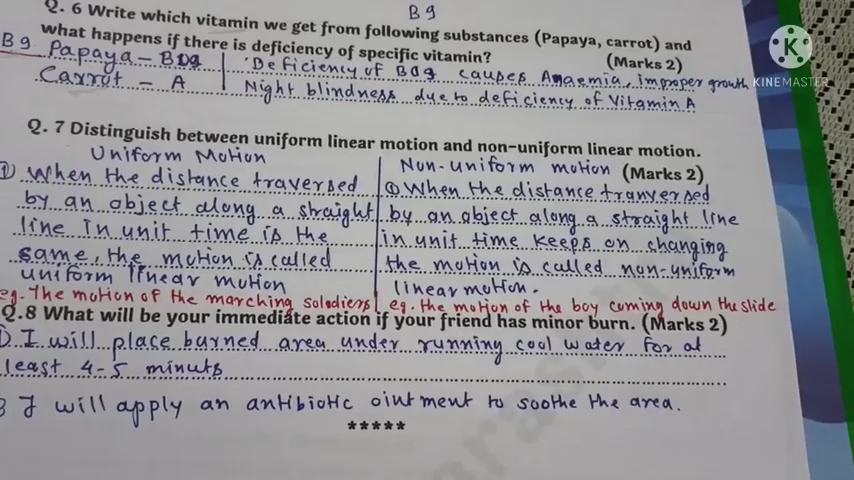 B9
Q. 6 Write which vitamin we get from following substances (Papaya, carrot) and
what happens if there is deficiency of specific vitamin? (Marks 2)
B9 Papaya - | Deficiency of causes Anaemia, improper growth
Carrot - A | Night blindness due to deficiency of Vitamin A
K
KINEMASTER
Q. 7 Distinguish between uniform linear motion and non-uniform linear motion.
(Marks 2)
Uniform Motion
① When the distance traversed
by an object along a straight
line in unit time is the
same, the motion is called
uniform linear motion
eg. The motion of the marching solodiers
Non-uniform motion
① When the distance tranversed
by an object along a straight line
in unit time keeps on changing
the motion is called non-uniform
linear motion.
eg. the motion of the boy coming down the slide
Q.8 What will be your immediate action if your friend has minor burn. (Marks 2)
I will place burned area under running cool water for at
least 4-5 minuts
I will apply an antibiotic ointment to soothe the area.
*****